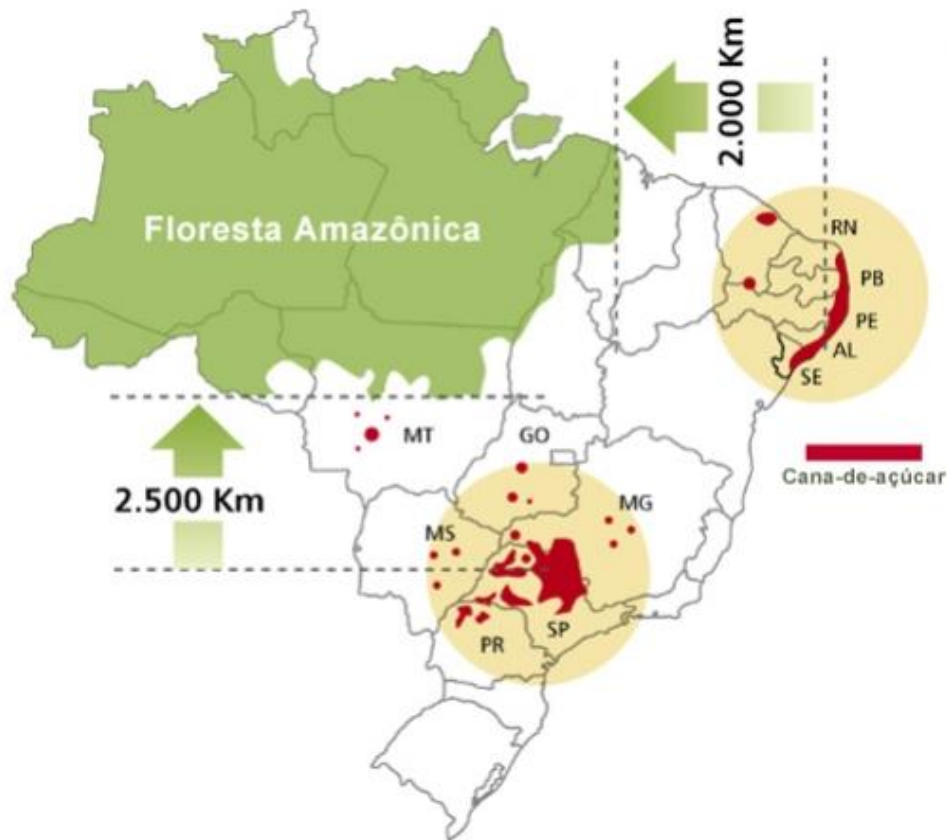 2.000 Km
Floresta Amazônica
RN
PB
PE
AL
SE
MT
GO
Cana-de-açúcar
2.500 Km
MG
MS
SP
PR